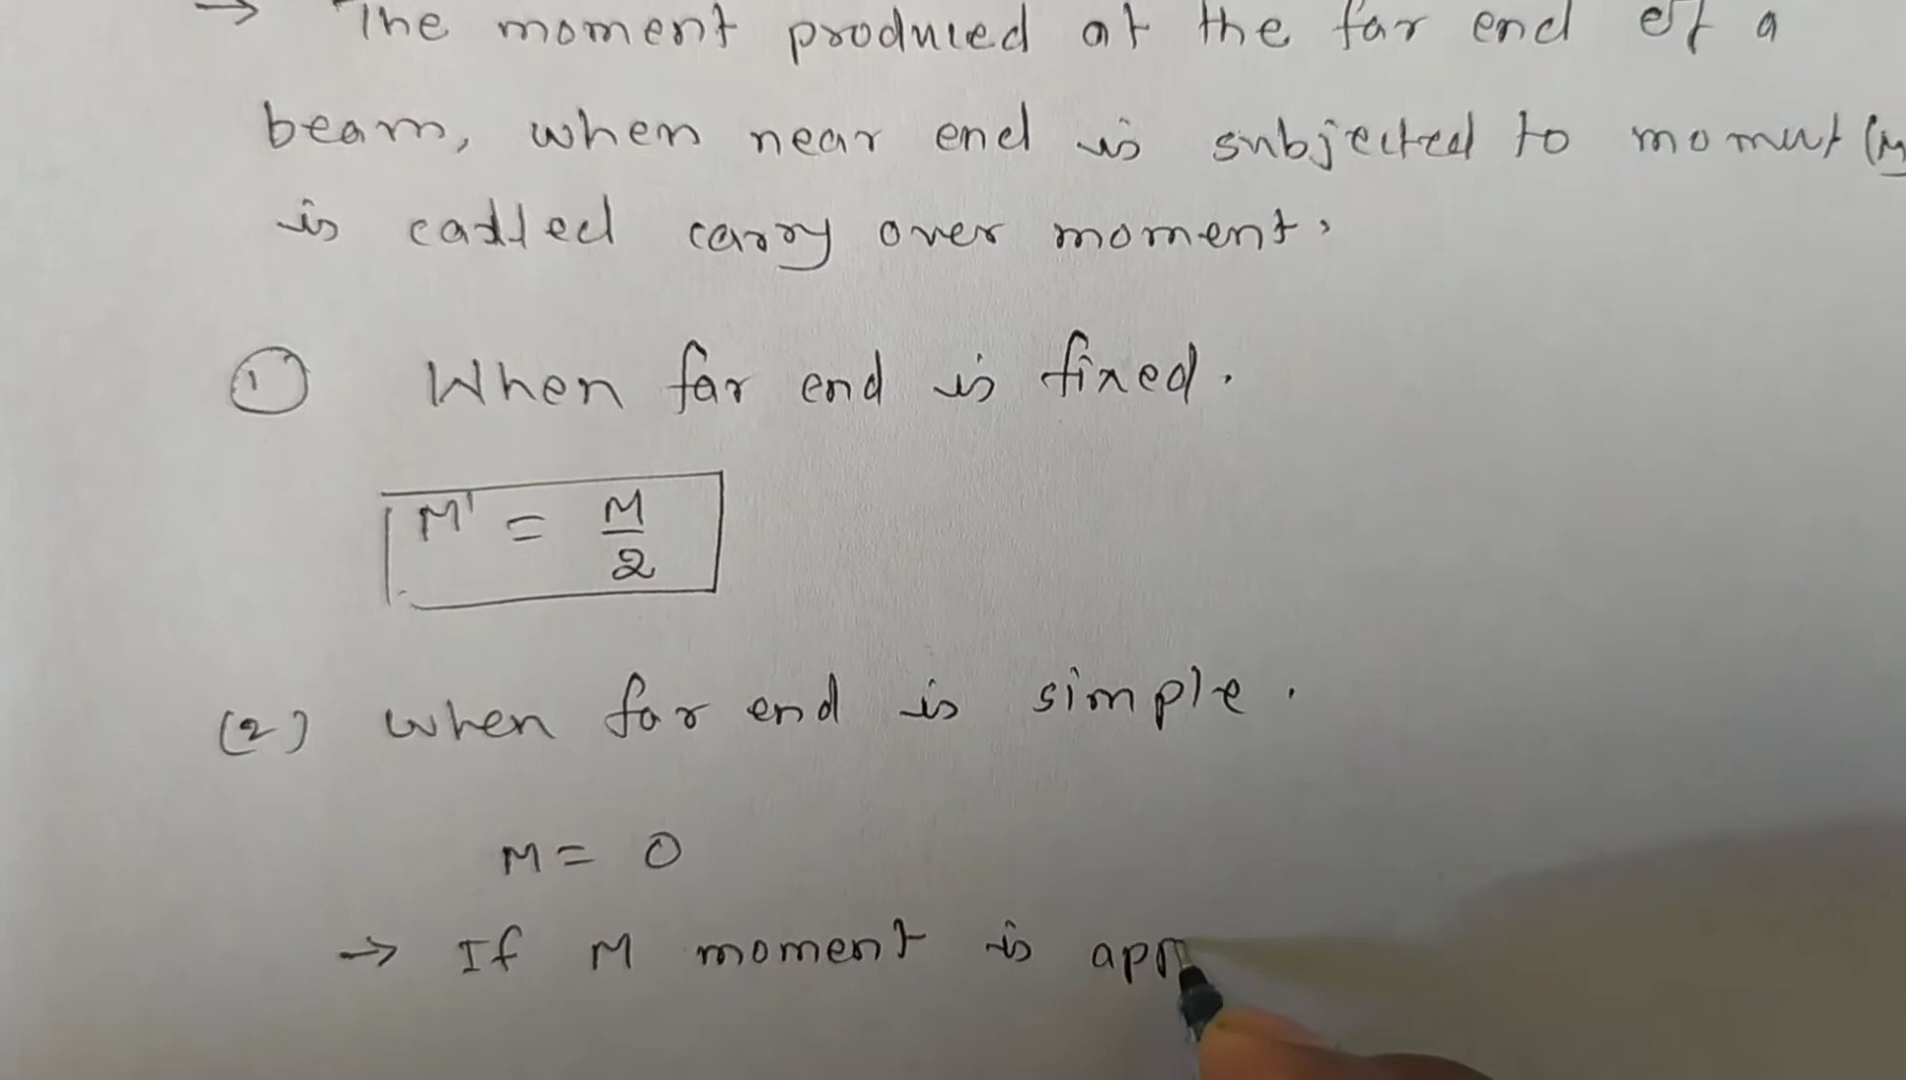 → The moment produced at the far end of a
beam, when near end is subjected to moment (M
is called carry over moment.
① When far end is fixed.
M' = M/2
(2) when far end is simple.
M = 0
→ If M moment is app